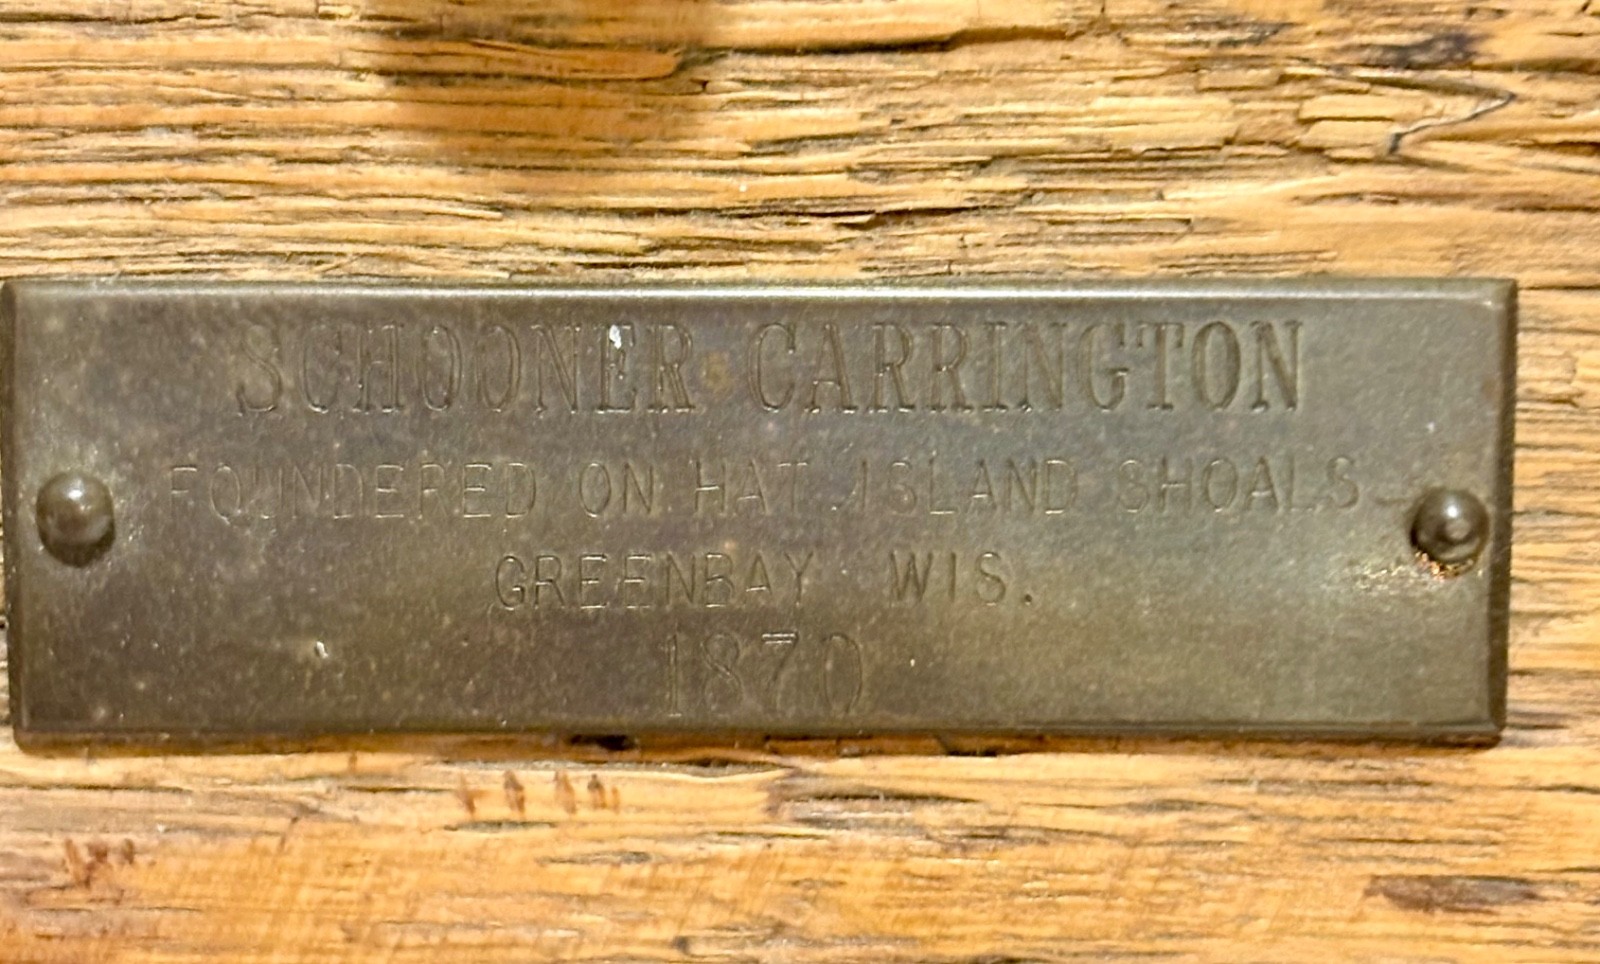 SCHOONER CARRINGTON
FOUNDERED ON HAT ISLAND SHOALS
GREENBAY WIS.
1870